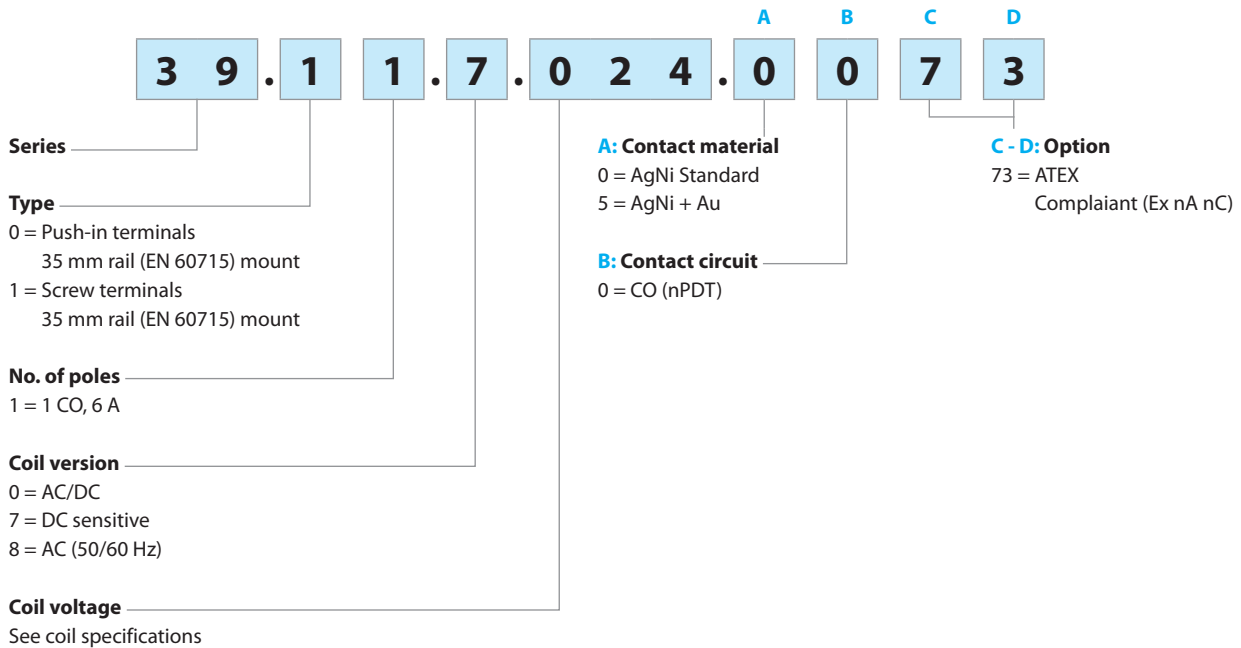 A B C D
3 9 . 1 1 . 7 . 0 2 4 . 0 0 7 3
Series
Type
0 = Push-in terminals
35 mm rail (EN 60715) mount
1 = Screw terminals
35 mm rail (EN 60715) mount
No. of poles
1 = 1 CO, 6 A
Coil version
0 = AC/DC
7 = DC sensitive
8 = AC (50/60 Hz)
Coil voltage
See coil specifications
A: Contact material
0 = AgNi Standard
5 = AgNi + Au
B: Contact circuit
0 = CO (nPDT)
C - D: Option
73 = ATEX
Complaiant (Ex nA nC)